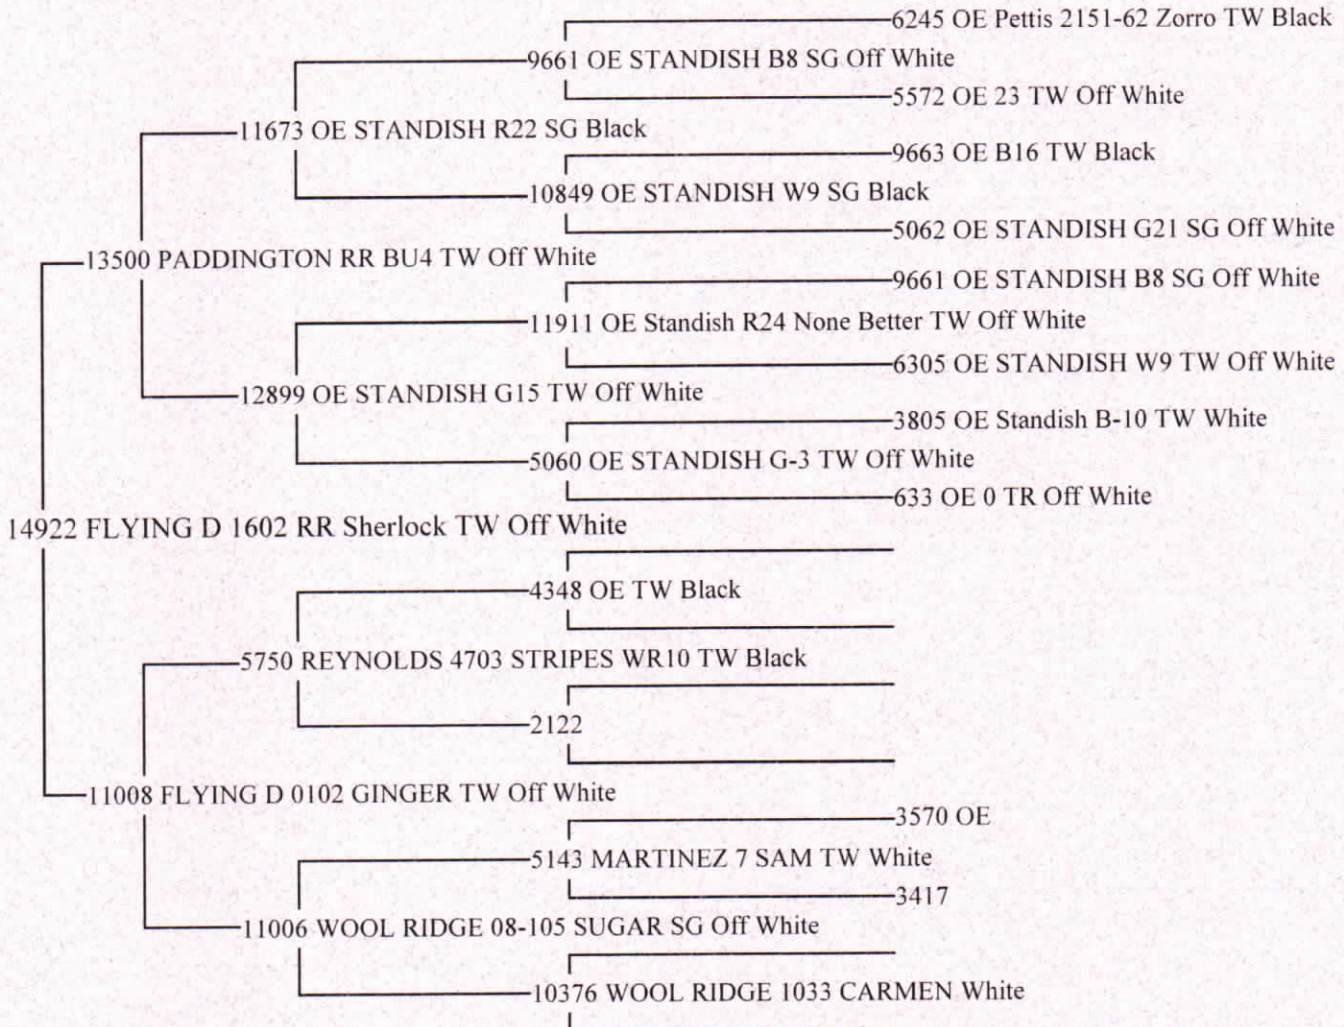 6245 OE Pettis 2151-62 Zorro TW Black
9661 OE STANDISH B8 SG Off White
5572 OE 23 TW Off White
11673 OE STANDISH R22 SG Black
9663 OE B16 TW Black
10849 OE STANDISH W9 SG Black
5062 OE STANDISH G21 SG Off White
13500 PADDINGTON RR BU4 TW Off White
9661 OE STANDISH B8 SG Off White
11911 OE Standish R24 None Better TW Off White
6305 OE STANDISH W9 TW Off White
12899 OE STANDISH G15 TW Off White
3805 OE Standish B-10 TW White
5060 OE STANDISH G-3 TW Off White
633 OE 0 TR Off White
14922 FLYING D 1602 RR Sherlock TW Off White
4348 OE TW Black
5750 REYNOLDS 4703 STRIPES WR10 TW Black
2122
11008 FLYING D 0102 GINGER TW Off White
3570 OE
5143 MARTINEZ 7 SAM TW White
3417
11006 WOOL RIDGE 08-105 SUGAR SG Off White
10376 WOOL RIDGE 1033 CARMEN White